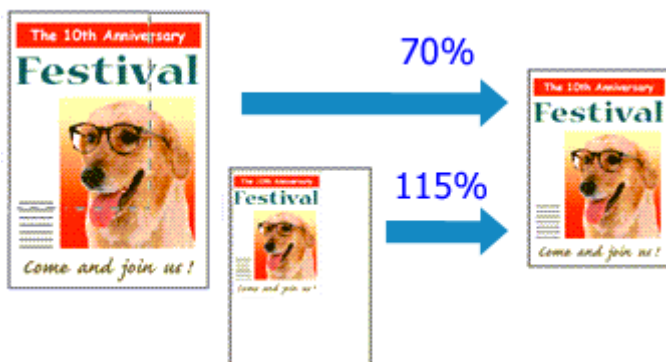 The 10th Anniversary
Festival
Come and join us!
70%
The 10th Anniversary
Festival
Come and join us!
115%
The 10th Anniversary
Festival
Come and join us!